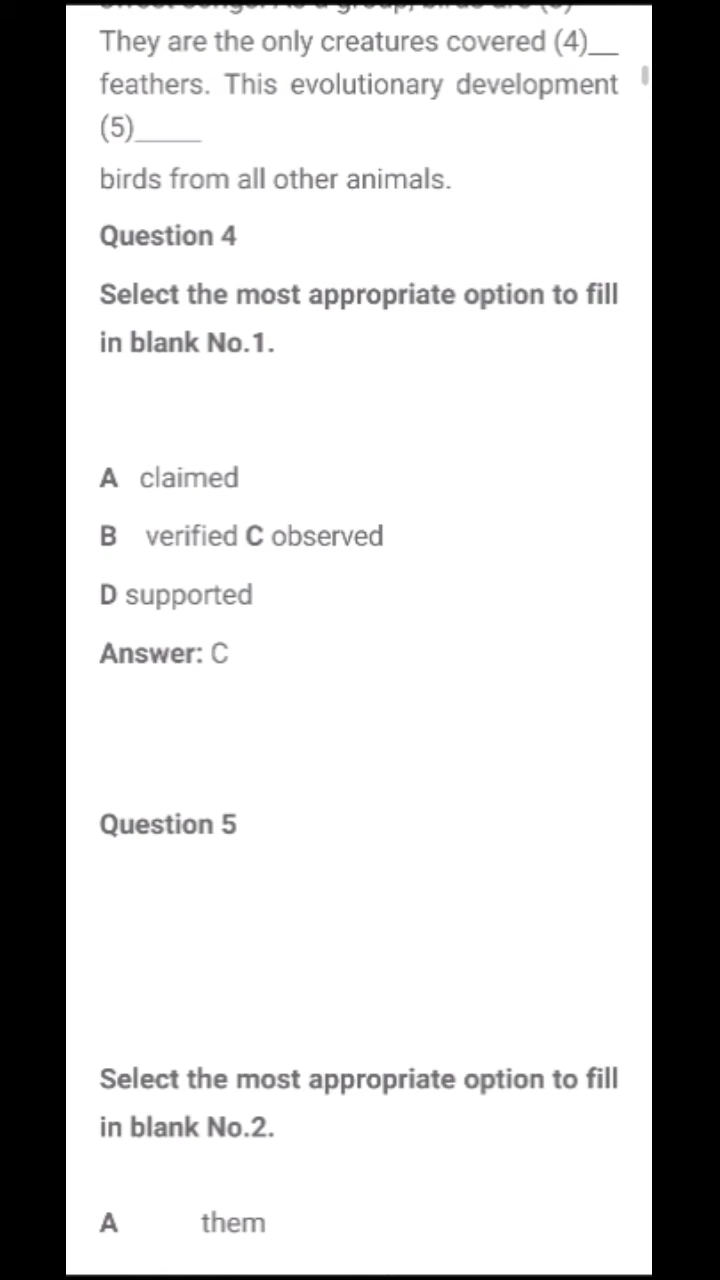 They are the only creatures covered (4)__
feathers. This evolutionary development
(5)_____
birds from all other animals.
Question 4
Select the most appropriate option to fill
in blank No.1.
A claimed
B verified C observed
D supported
Answer: C
Question 5
Select the most appropriate option to fill
in blank No.2.
A them